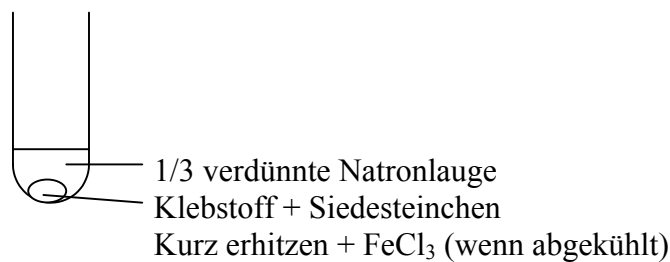 1/3 verdünnte Natronlauge
Klebstoff + Siedesteinchen
Kurz erhitzen + FeCl₃ (wenn abgekühlt)